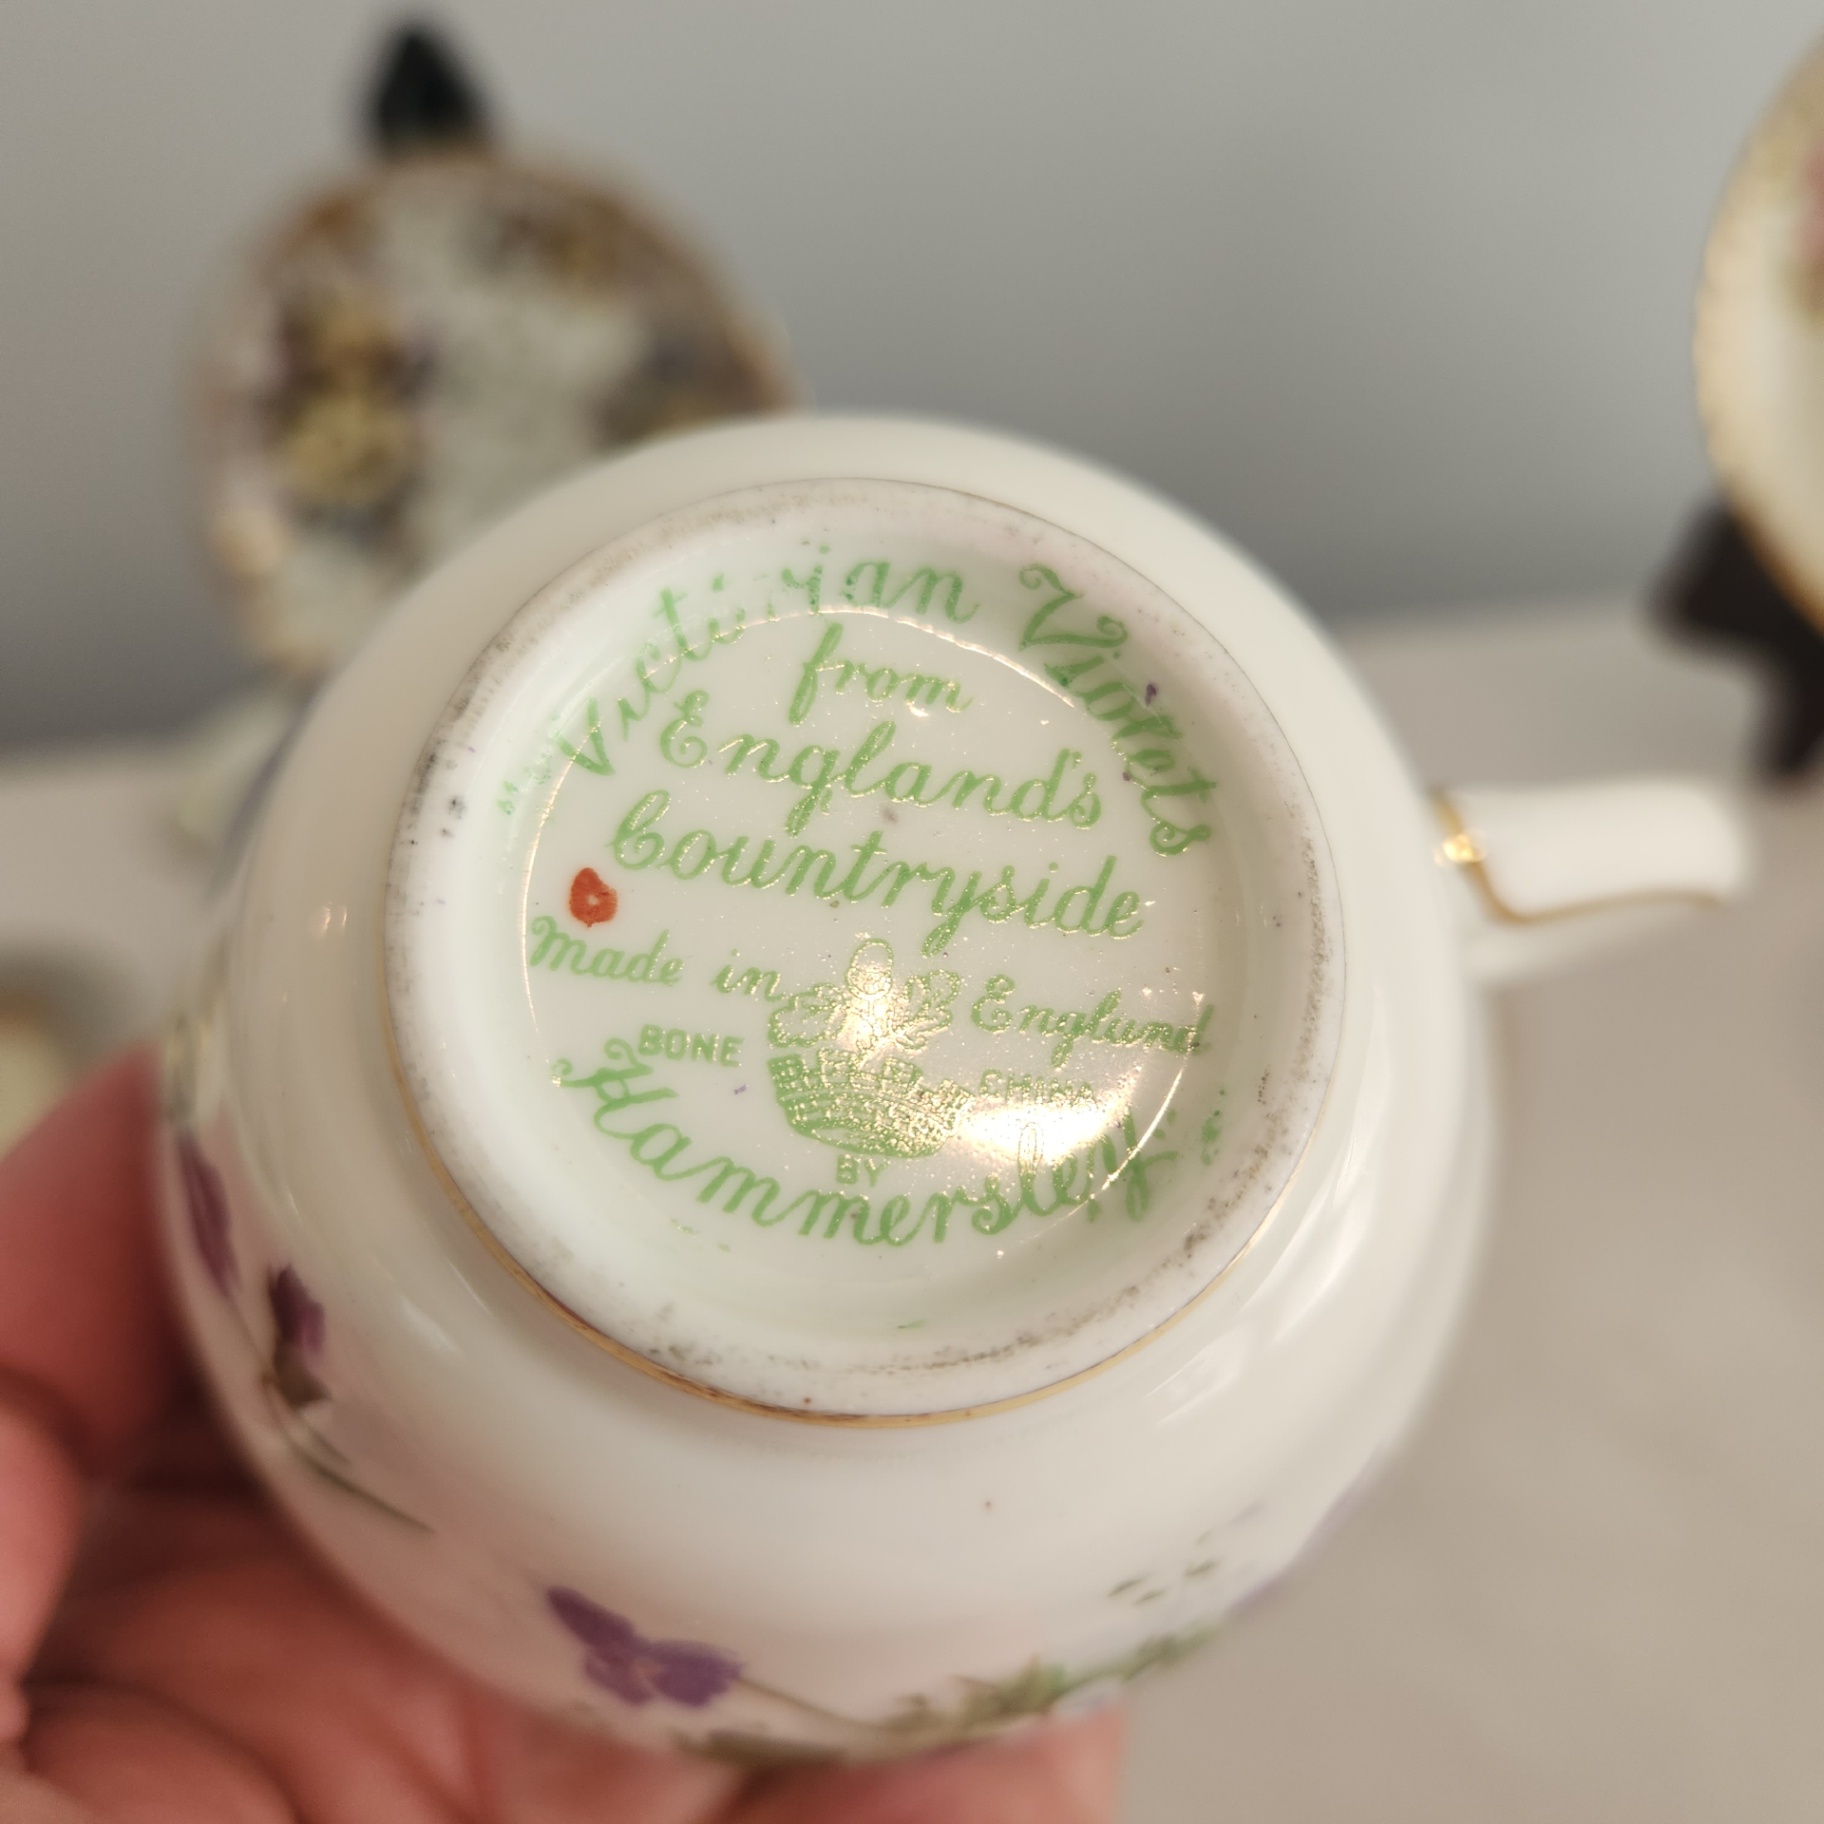 "Victorian Violets
from
England's
Countryside
Made in England
BONE CHINA
BY
Hammersley